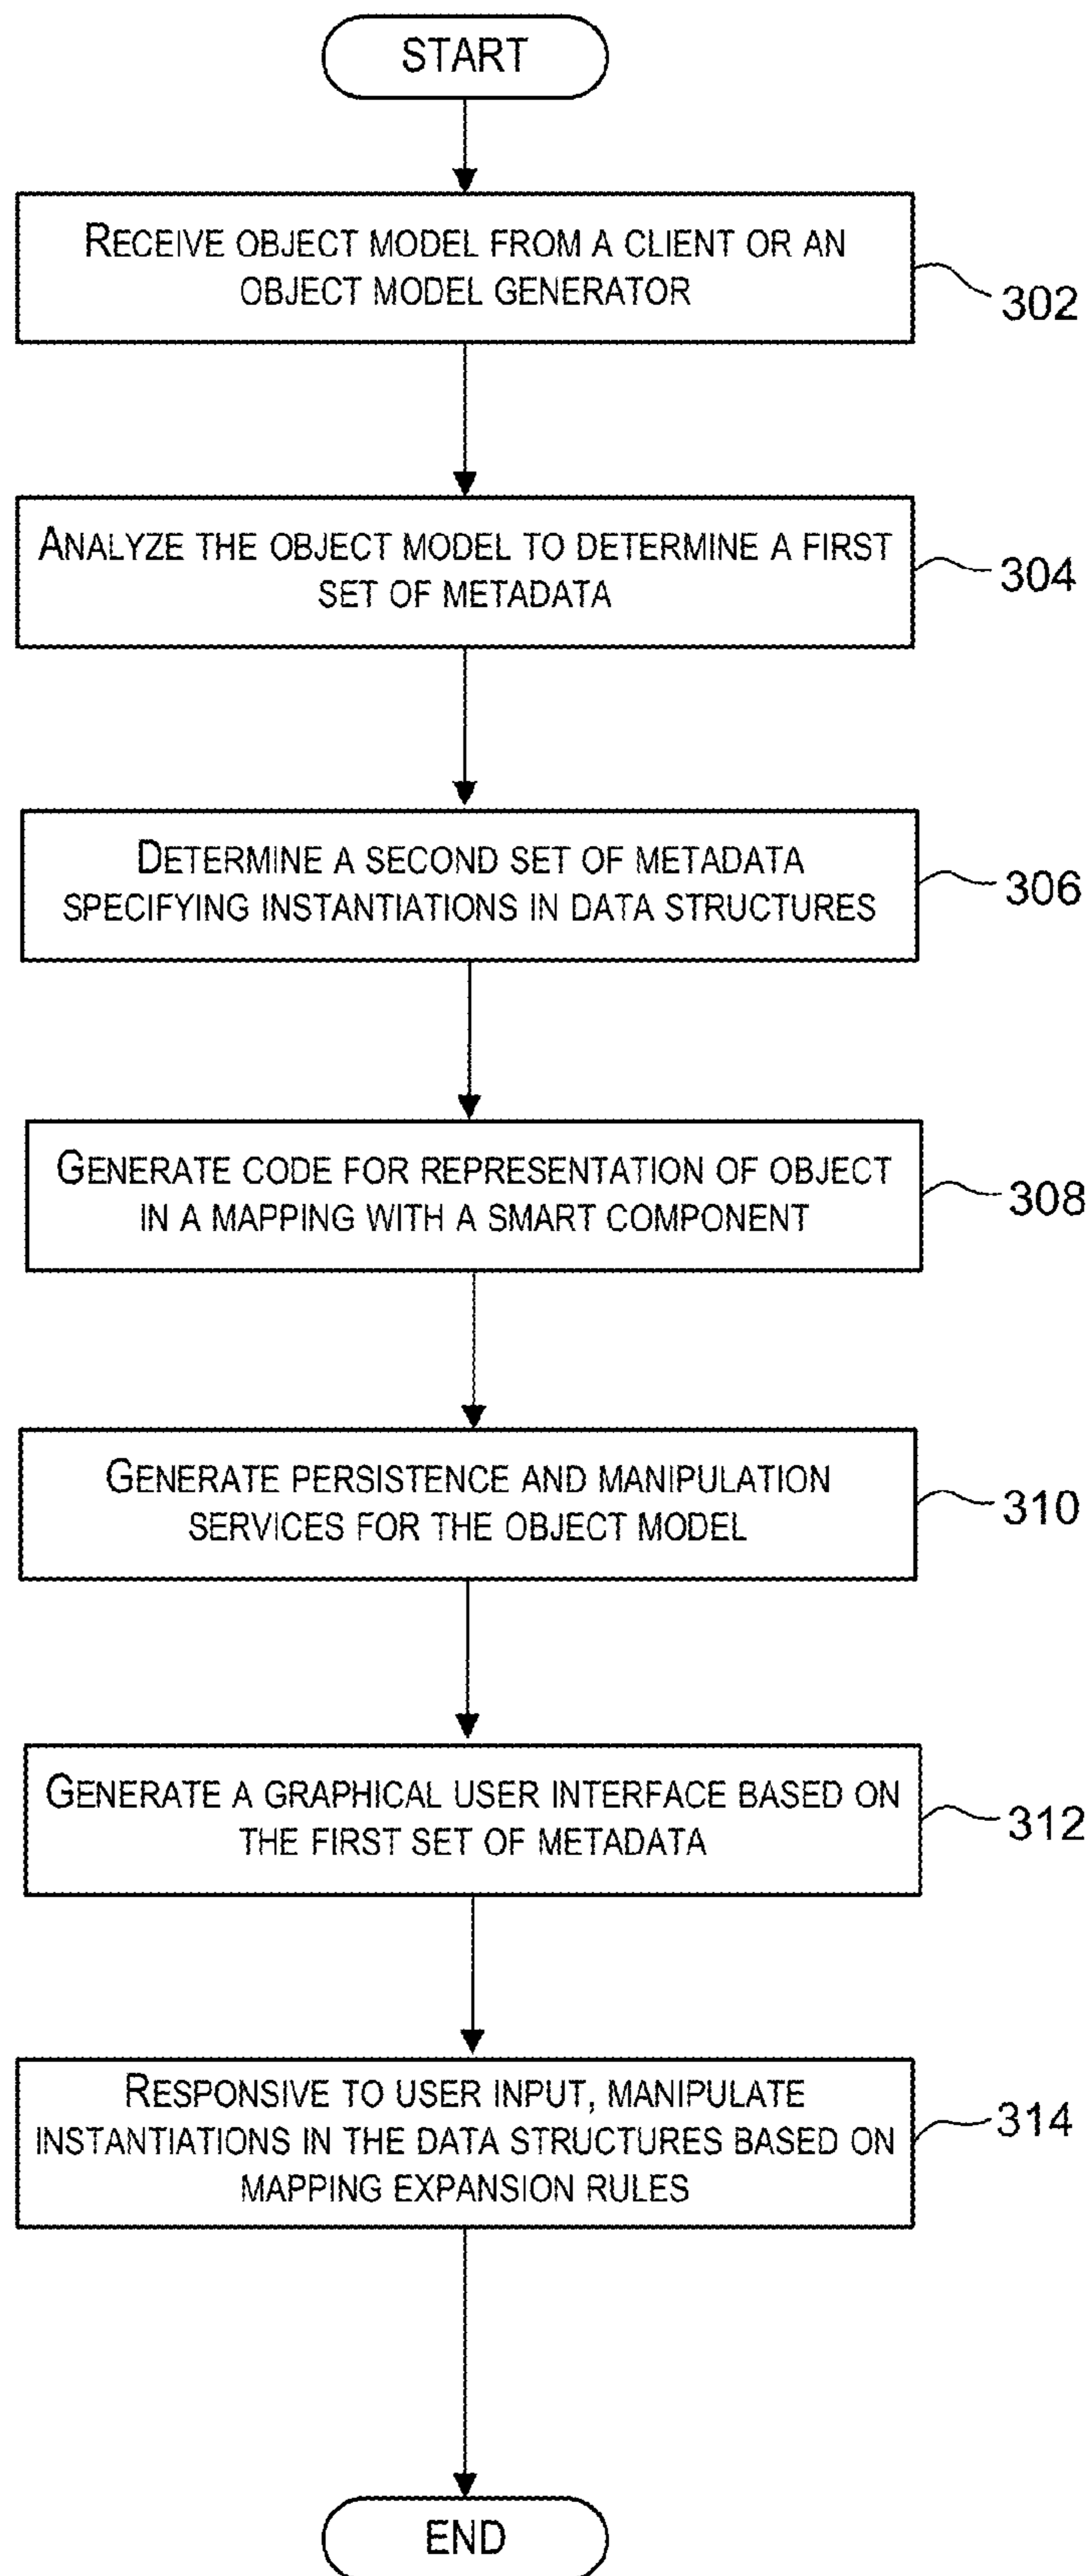 START
RECEIVE OBJECT MODEL FROM A CLIENT OR AN
OBJECT MODEL GENERATOR
302
ANALYZE THE OBJECT MODEL TO DETERMINE A FIRST
SET OF METADATA
304
DETERMINE A SECOND SET OF METADATA
SPECIFYING INSTANTIATIONS IN DATA STRUCTURES
306
GENERATE CODE FOR REPRESENTATION OF OBJECT
IN A MAPPING WITH A SMART COMPONENT
308
GENERATE PERSISTENCE AND MANIPULATION
SERVICES FOR THE OBJECT MODEL
310
GENERATE A GRAPHICAL USER INTERFACE BASED ON
THE FIRST SET OF METADATA
312
RESPONSIVE TO USER INPUT, MANIPULATE
INSTANTIATIONS IN THE DATA STRUCTURES BASED ON
MAPPING EXPANSION RULES
314
END